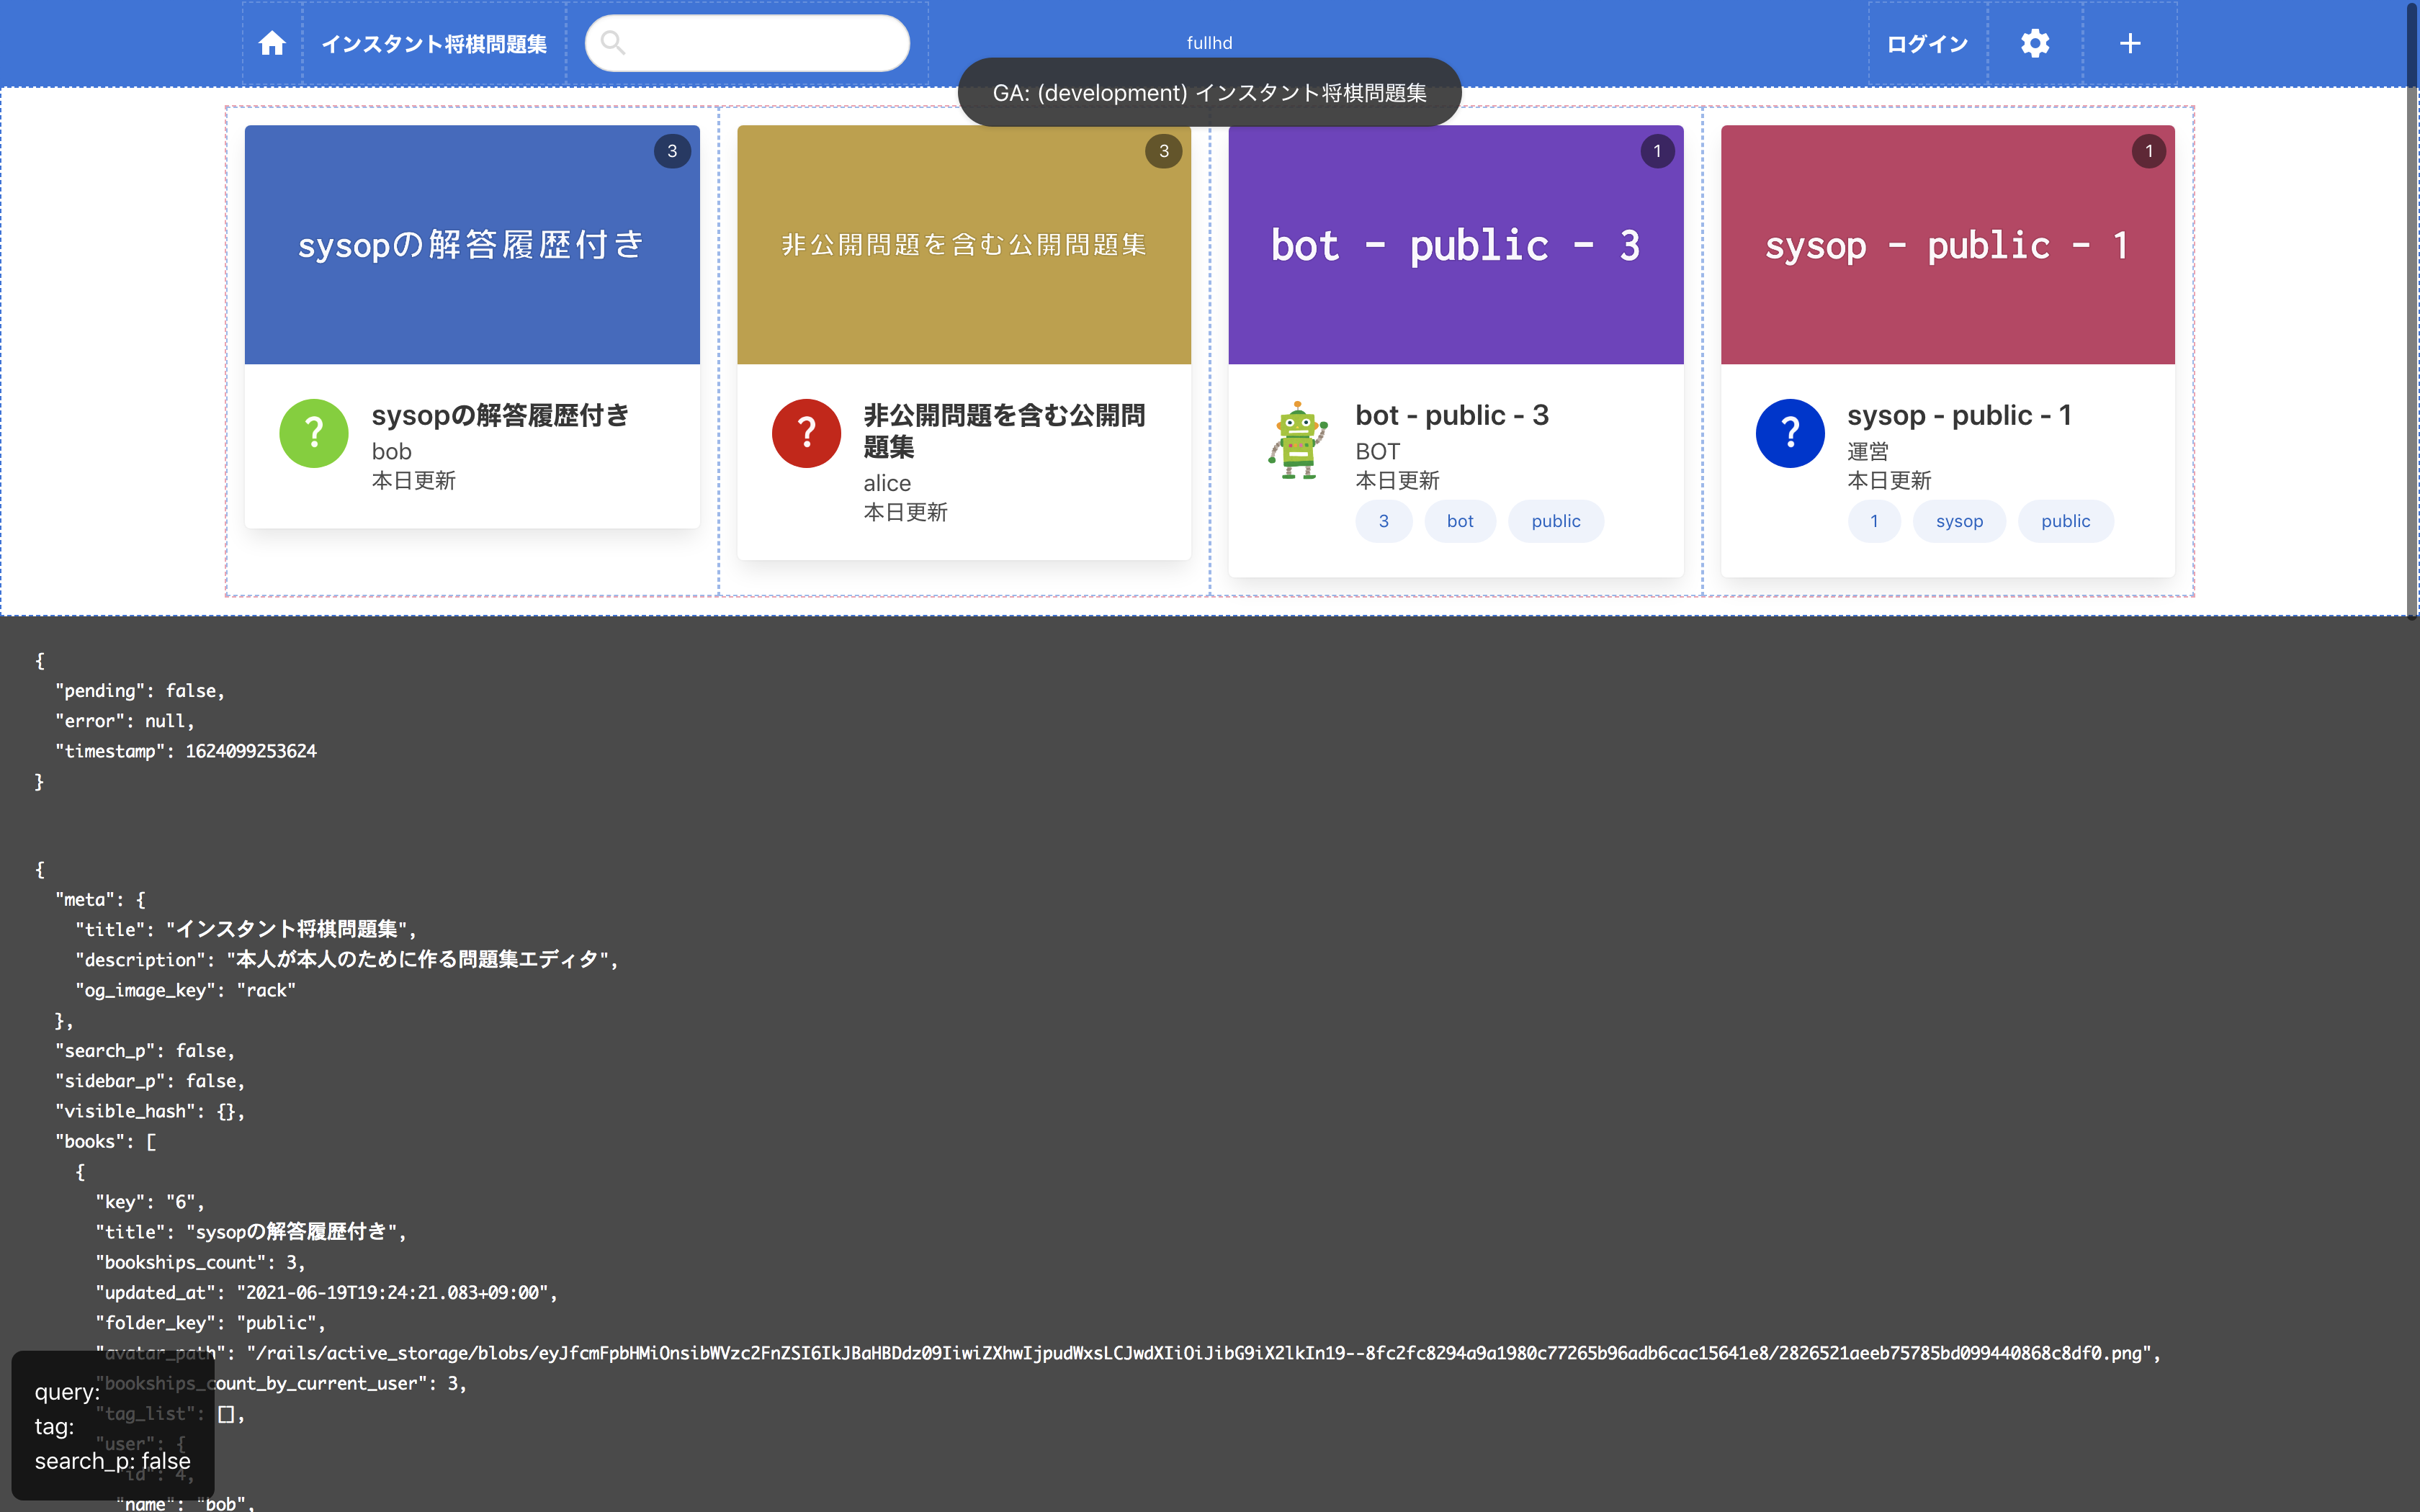 インスタント将棋問題集
fullhd
ログイン
GA: (development) インスタント将棋問題集
3
sysopの解答履歴付き
sysopの解答履歴付き
bob
本日更新
3
非公開問題を含む公開問題集
非公開問題を含む公開問
題集
alice
本日更新
1
bot - public - 3
bot - public - 3
BOT
本日更新
3 bot public
1
sysop - public - 1
sysop - public - 1
運営
本日更新
1 sysop public
{
"pending": false,
"error": null,
"timestamp": 1624099253624
}
{
"meta": {
"title": "インスタント将棋問題集",
"description": "本人が本人のために作る問題集エディタ",
"og_image_key": "rack"
},
"search_p": false,
"sidebar_p": false,
"visible_hash": {},
"books": [
{
"key": "6",
"title": "sysopの解答履歴付き",
"bookships_count": 3,
"updated_at": "2021-06-19T19:24:21.083+09:00",
"folder_key": "public",
"avatar_path": "/rails/active_storage/blobs/eyJfcmFpbHMiOnsibWVzc2FnZSI6IkJBaHBDdz09IiwiZXhwIjpudWxsLCJwdXIiOiJibG9iX2lkIn19--8fc2fc8294a9a1980c77265b96adb6cac15641e8/2826521aeeb75785bd099440868c8df0.png",
"bookships_count_by_current_user": 3,
"tag_list": [],
"user": {
"id": 4,
"name": "bob",
query:
tag:
search_p: false